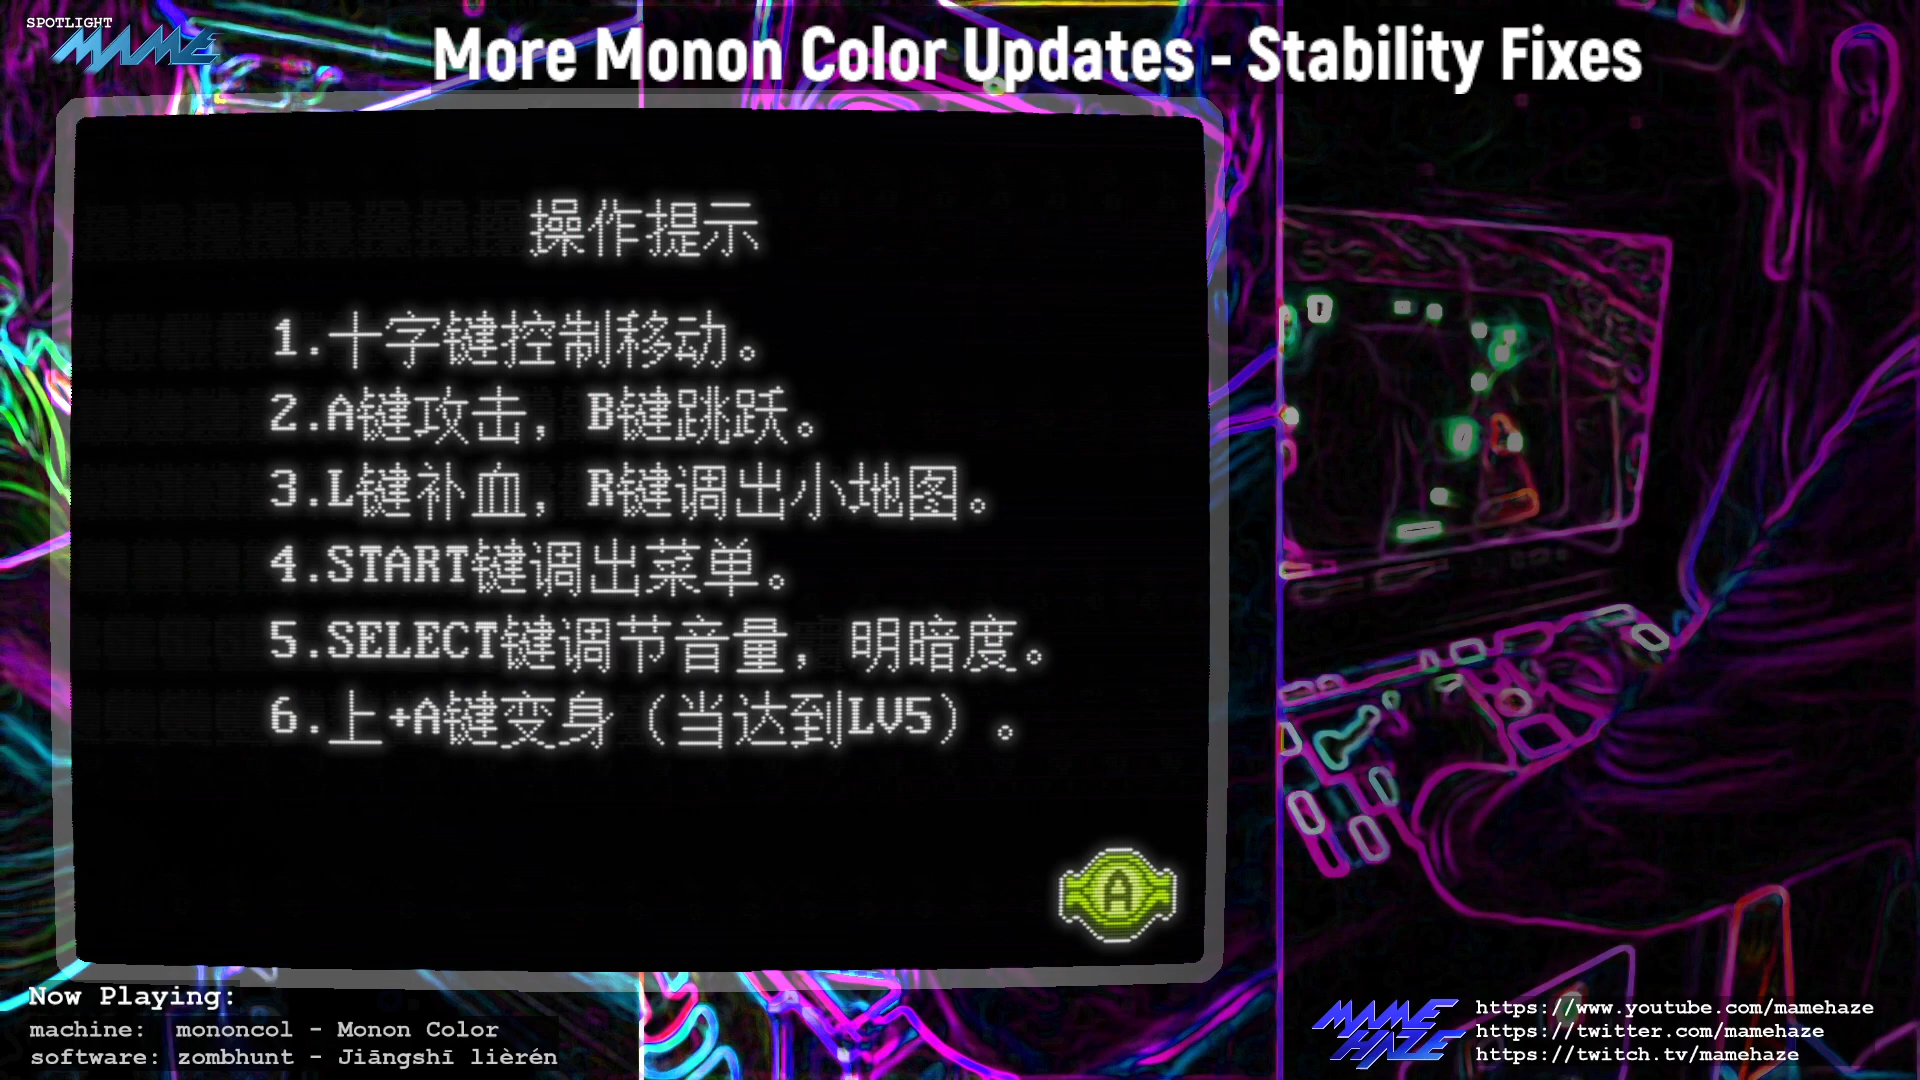 SPOTLIGHT
MAME
More Monon Color Updates - Stability Fixes
操作提示
1.十字键控制移动。
2.A键攻击，B键跳跃。
3.L键补血，R键调出小地图。
4.START键调出菜单。
5.SELECT键调节音量，明暗度。
6.上+A键变身（当达到LV5）。
A
Now Playing:
machine: mononcol - Monon Color
software: zombhunt - Jiāngshī lièrén
MAME HAZE
https://www.youtube.com/mamehaze
https://twitter.com/mamehaze
https://twitch.tv/mamehaze